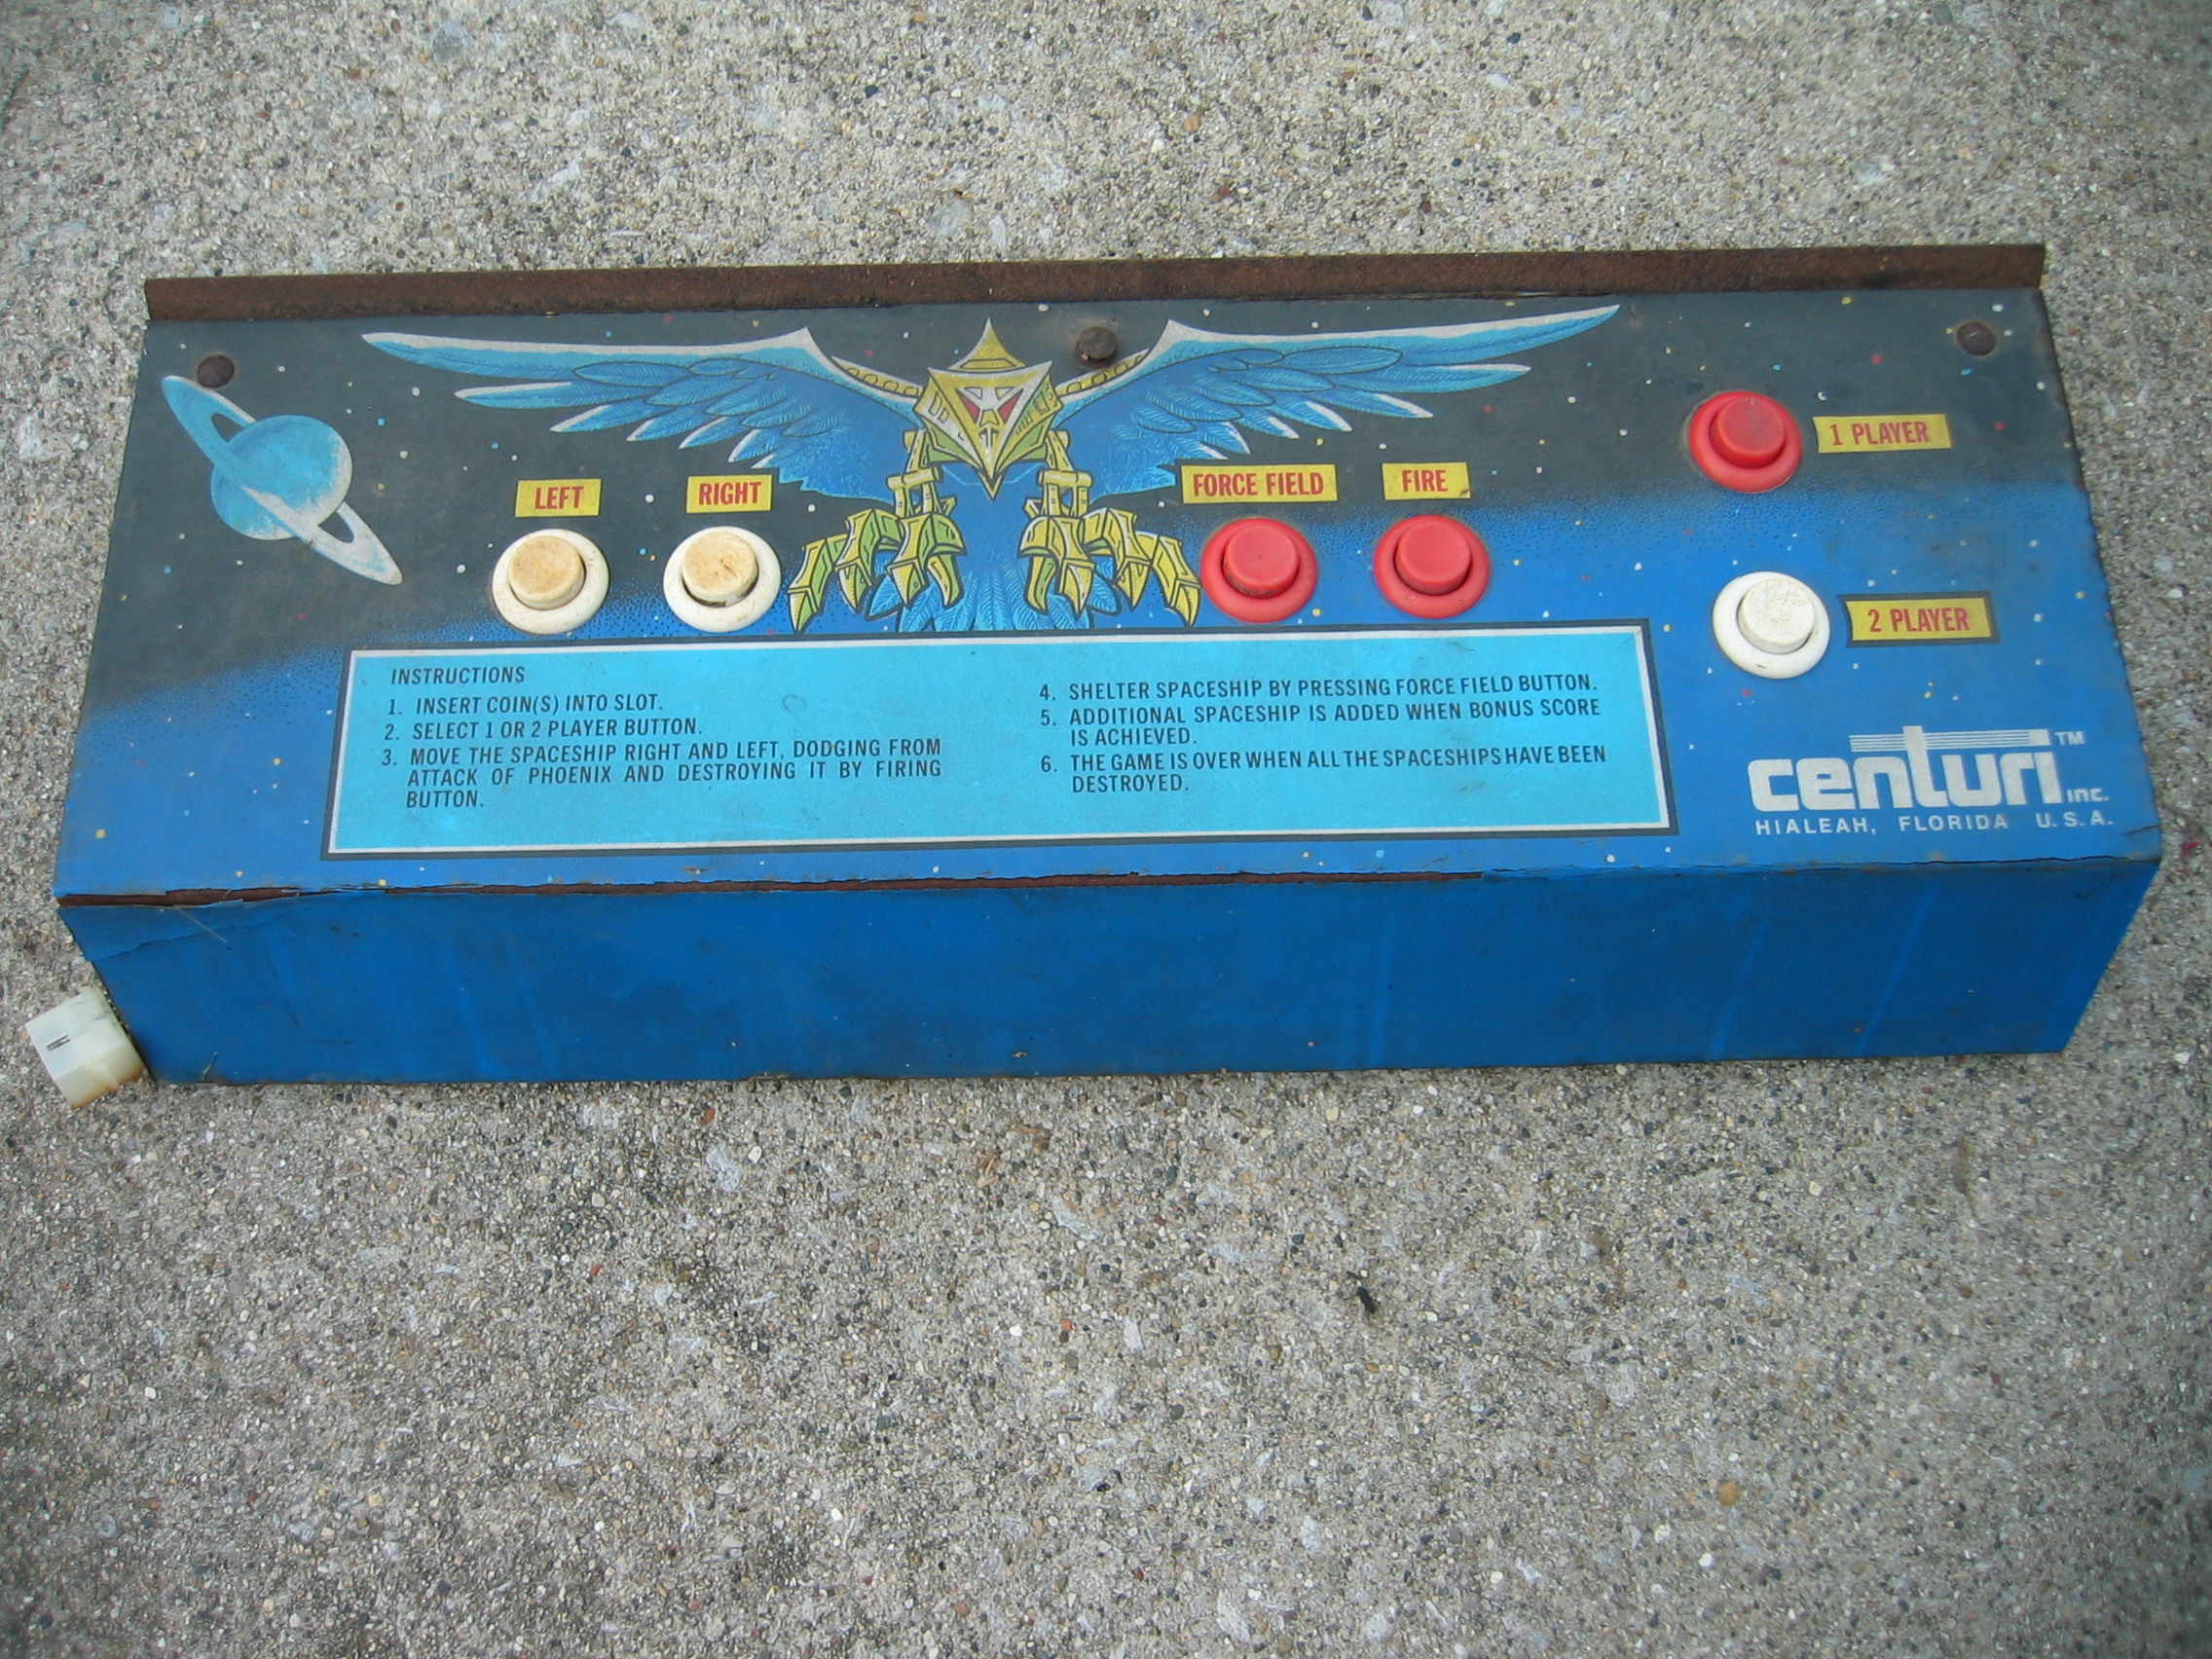 1 PLAYER
LEFT
RIGHT
FORCE FIELD
FIRE
2 PLAYER
INSTRUCTIONS
1. INSERT COIN(S) INTO SLOT.
2. SELECT 1 OR 2 PLAYER BUTTON.
3. MOVE THE SPACESHIP RIGHT AND LEFT, DODGING FROM
ATTACK OF PHOENIX AND DESTROYING IT BY FIRING
BUTTON.
4. SHELTER SPACESHIP BY PRESSING FORCE FIELD BUTTON.
5. ADDITIONAL SPACESHIP IS ADDED WHEN BONUS SCORE
IS ACHIEVED.
6. THE GAME IS OVER WHEN ALL THE SPACESHIPS HAVE BEEN
DESTROYED.
centuri inc. TM
HIALEAH, FLORIDA U.S.A.